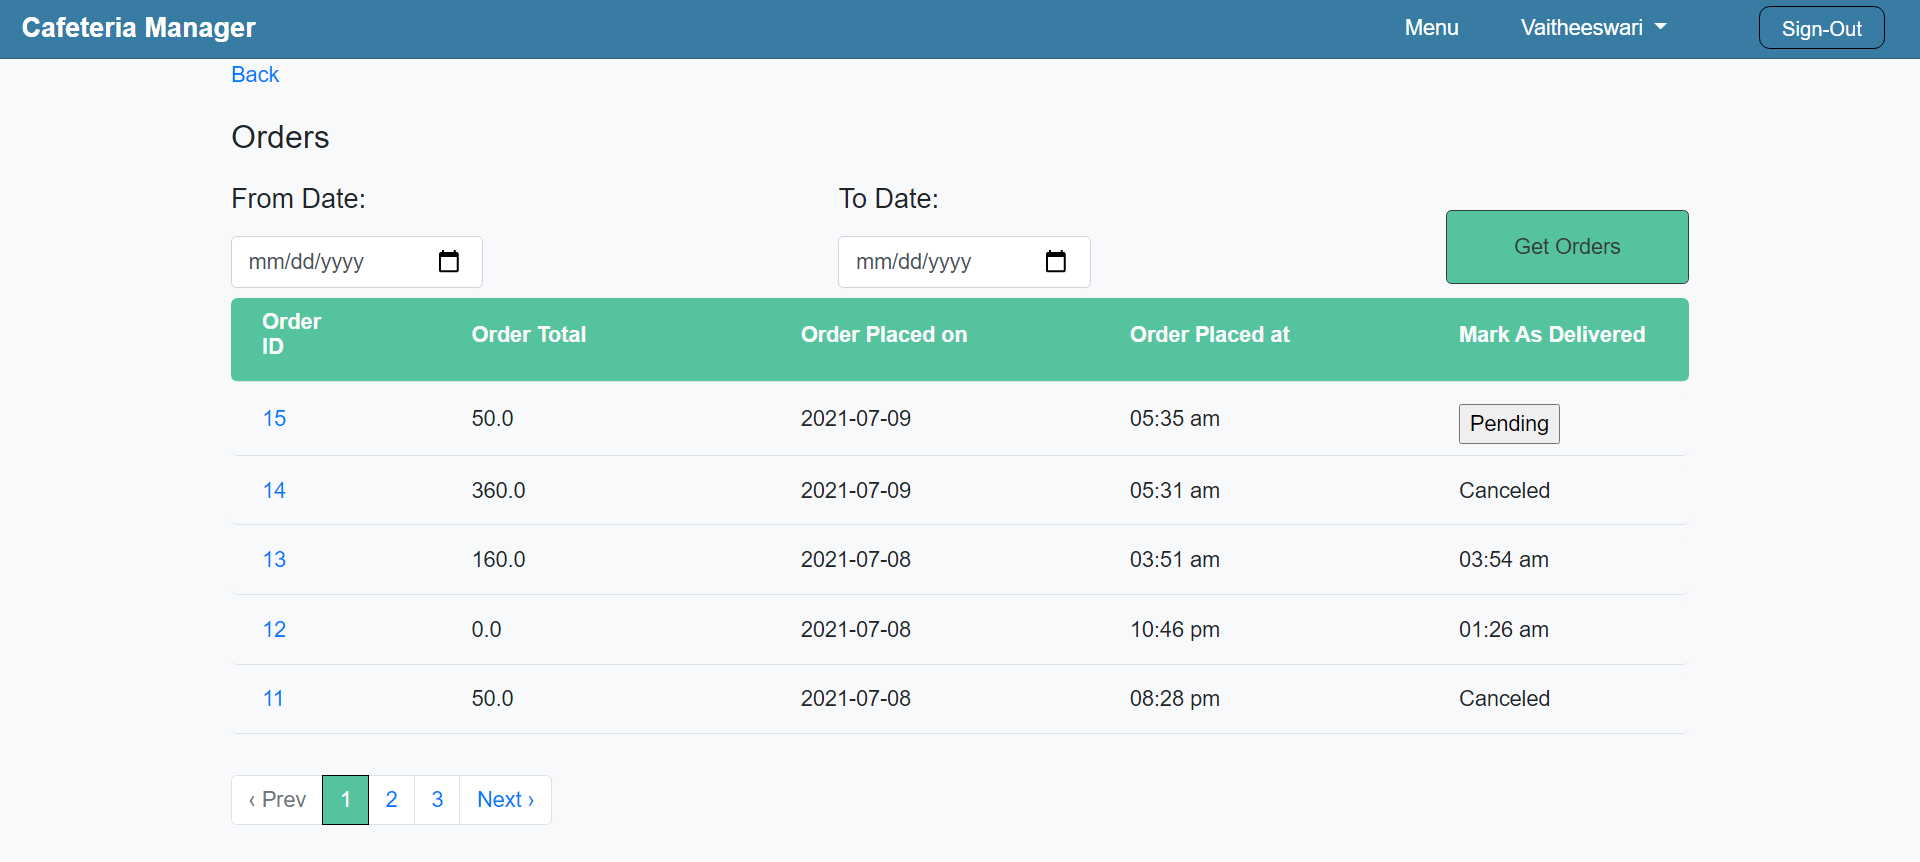 Cafeteria Manager Menu Vaitheeswari Sign-Out
Back
Orders
From Date: To Date:
mm/dd/yyyy mm/dd/yyyy Get Orders
Order ID Order Total Order Placed on Order Placed at Mark As Delivered
15 50.0 2021-07-09 05:35 am Pending
14 360.0 2021-07-09 05:31 am Canceled
13 160.0 2021-07-08 03:51 am 03:54 am
12 0.0 2021-07-08 10:46 pm 01:26 am
11 50.0 2021-07-08 08:28 pm Canceled
‹ Prev 1 2 3 Next ›